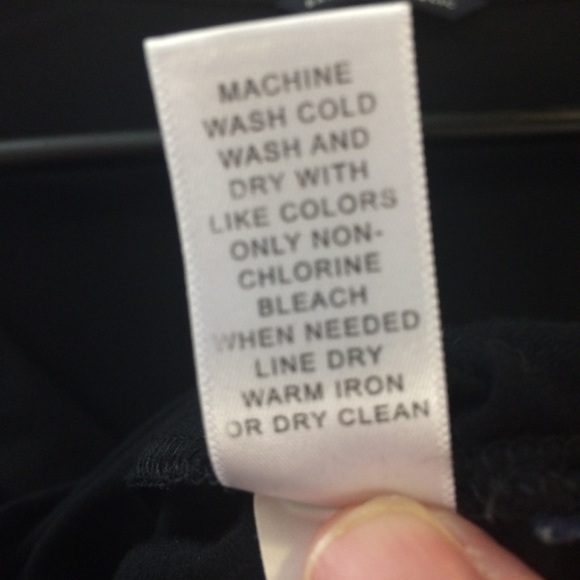 MACHINE
WASH COLD
WASH AND
DRY WITH
LIKE COLORS
ONLY NON-
CHLORINE
BLEACH
WHEN NEEDED
LINE DRY
WARM IRON
OR DRY CLEAN